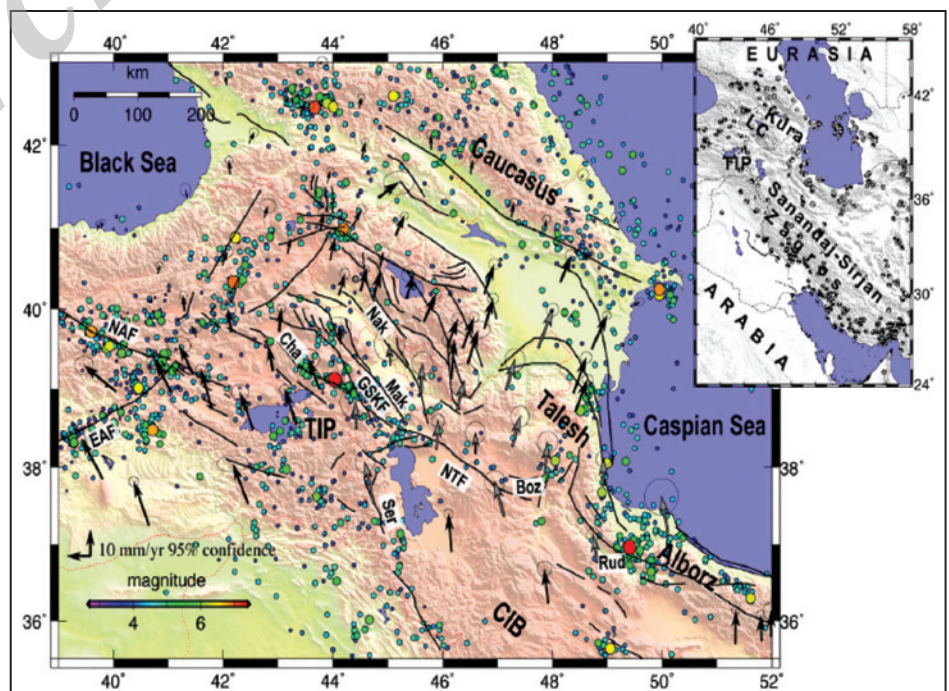 40° 42° 44° 46° 48° 50°
km
0 100 200
42°
40°
38°
36°
Black Sea
Caucasus
Caspian Sea
Talesh
Alborz
TIP
CIB
NAF
EAF
Cha
GSKF
Nak
Mak
NTF
Boz
Ser
Rud
10 mm/yr 95% confidence
magnitude
4 6
38°
36°
40 42 44 46 48 50 52
40° 46° 52° 58°
EURASIA
42°
36°
30°
24°
Kura
LC
TIP
Sanandaj-Sirjan
Zagros
ARABIA